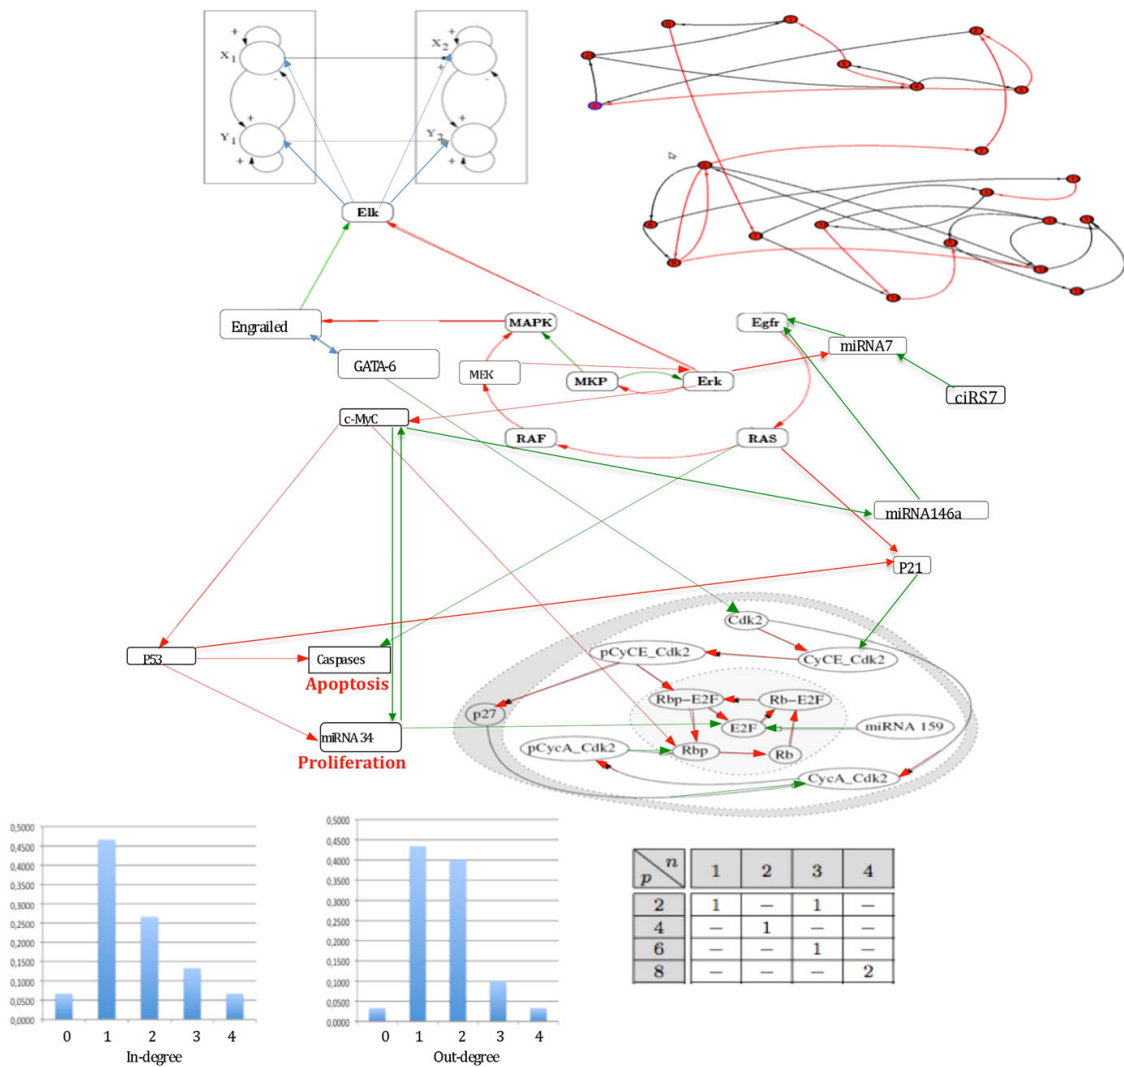 +
+
X1
X2
+
-
-
+
+
Y1
Y2
+
+
Elk
Engrailed
MAPK
Egfr
miRNA7
GATA-6
MEK
MKP
Erk
ciRS7
c-MyC
RAF
RAS
miRNA146a
P21
Cdk2
P53
Caspases
pCyCE_Cdk2
CyCE_Cdk2
Apoptosis
Rbp-E2F
Rb-E2F
p27
E2F
miRNA 159
miRNA34
pCycA_Cdk2
Rbp
Rb
Proliferation
CycA_Cdk2
0,5000
0,4500
0,4000
0,3500
0,3000
0,2500
0,2000
0,1500
0,1000
0,0500
0,0000
0 1 2 3 4
In-degree
0,5000
0,4500
0,4000
0,3500
0,3000
0,2500
0,2000
0,1500
0,1000
0,0500
0,0000
0 1 2 3 4
Out-degree
p n 1 2 3 4
2 1 — 1 —
4 — 1 — —
6 — — 1 —
8 — — — 2